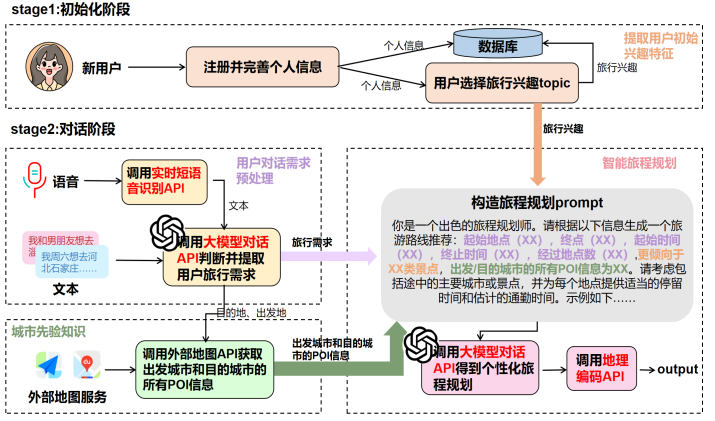 stage1:初始化阶段
新用户
注册并完善个人信息
个人信息
个人信息
数据库
用户选择旅行兴趣topic
旅行兴趣
提取用户初始
兴趣特征
旅行兴趣
stage2:对话阶段
语音
调用实时短语
音识别API
用户对话需求
预处理
文本
我和男朋友想去
我周六想去河
北石家庄……
文本
调用大模型对话
API判断并提取
用户旅行需求
旅行需求
目的地、出发地
城市先验知识
外部地图服务
调用外部地图API获取
出发城市和目的城市的
所有POI信息
出发城市和目的城
市的POI信息
智能旅程规划
构造旅程规划prompt
你是一个出色的旅程规划师。请根据以下信息生成一个旅
游路线推荐：起始地点（XX），终点（XX），起始时间
（XX），终止时间（XX），经过地点数（XX）,更倾向于
XX类景点，出发/目的城市的所有POI信息为XX。请考虑包
括途中的主要城市或景点，并为每个地点提供适当的停留
时间和估计的通勤时间。示例如下……
调用大模型对话
API得到个性化旅
程规划
调用地理
编码API
output